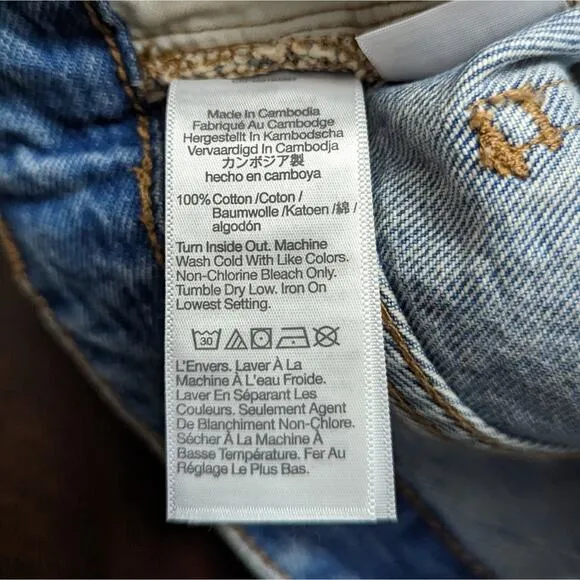 Made In Cambodia
Fabriqué Au Cambodge
Hergestellt In Kambodscha
Vervaardigd In Cambodja
カンボジア製
hecho en camboya
100% Cotton /Coton /
Baumwolle /Katoen /綿 /
algodón
Turn Inside Out. Machine
Wash Cold With Like Colors.
Non-Chlorine Bleach Only.
Tumble Dry Low. Iron On
Lowest Setting.
30
L'Envers. Laver À La
Machine À L'eau Froide.
Laver En Séparant Les
Couleurs. Seulement Agent
De Blanchiment Non-Chlore.
Sécher À La Machine À
Basse Température. Fer Au
Réglage Le Plus Bas.